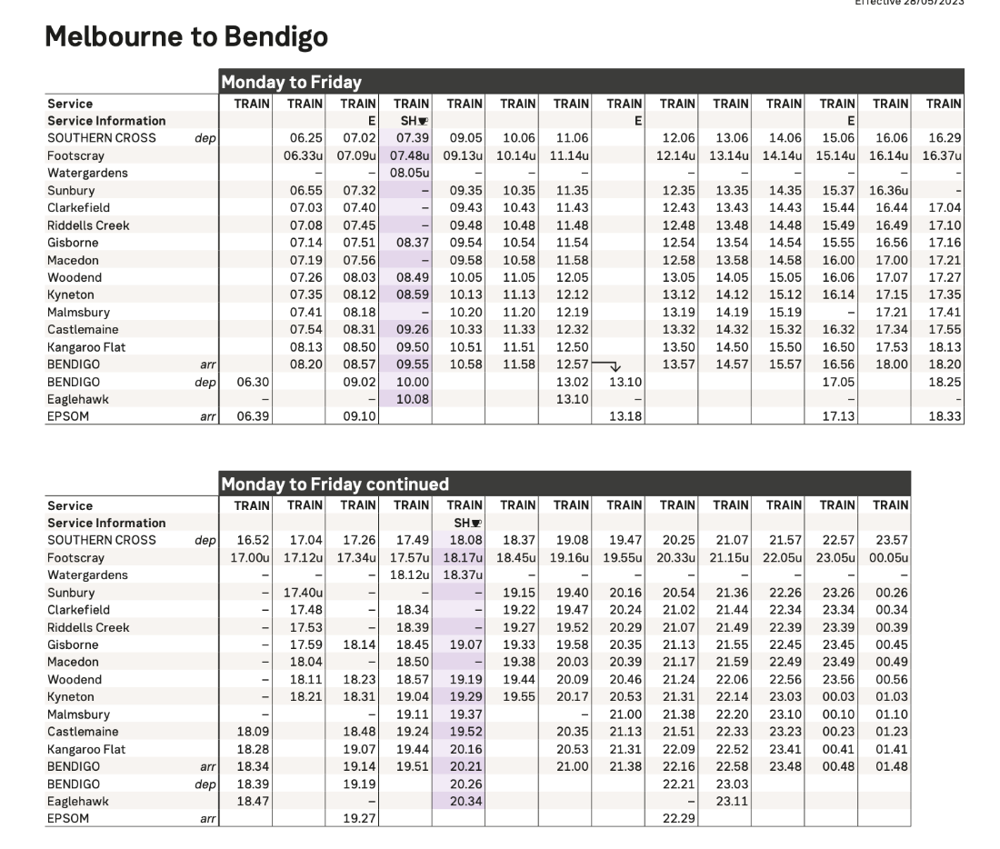 Effective 28/05/2023
Melbourne to Bendigo
Monday to Friday
Service TRAIN TRAIN TRAIN TRAIN TRAIN TRAIN TRAIN TRAIN TRAIN TRAIN TRAIN TRAIN TRAIN TRAIN
Service Information E SH E E
SOUTHERN CROSS dep 06.25 07.02 07.39 09.05 10.06 11.06 12.06 13.06 14.06 15.06 16.06 16.29
Footscray 06.33u 07.09u 07.48u 09.13u 10.14u 11.14u 12.14u 13.14u 14.14u 15.14u 16.14u 16.37u
Watergardens – – 08.05u – – – – – – – – –
Sunbury 06.55 07.32 – 09.35 10.35 11.35 12.35 13.35 14.35 15.37 16.36u –
Clarkefield 07.03 07.40 – 09.43 10.43 11.43 12.43 13.43 14.43 15.44 16.44 17.04
Riddells Creek 07.08 07.45 – 09.48 10.48 11.48 12.48 13.48 14.48 15.49 16.49 17.10
Gisborne 07.14 07.51 08.37 09.54 10.54 11.54 12.54 13.54 14.54 15.55 16.56 17.16
Macedon 07.19 07.56 – 09.58 10.58 11.58 12.58 13.58 14.58 16.00 17.00 17.21
Woodend 07.26 08.03 08.49 10.05 11.05 12.05 13.05 14.05 15.05 16.06 17.07 17.27
Kyneton 07.35 08.12 08.59 10.13 11.13 12.12 13.12 14.12 15.12 16.14 17.15 17.35
Malmsbury 07.41 08.18 – 10.20 11.20 12.19 13.19 14.19 15.19 – 17.21 17.41
Castlemaine 07.54 08.31 09.26 10.33 11.33 12.32 13.32 14.32 15.32 16.32 17.34 17.55
Kangaroo Flat 08.13 08.50 09.50 10.51 11.51 12.50 13.50 14.50 15.50 16.50 17.53 18.13
BENDIGO arr 08.20 08.57 09.55 10.58 11.58 12.57 13.57 14.57 15.57 16.56 18.00 18.20
BENDIGO dep 06.30 09.02 10.00 13.02 13.10 17.05 18.25
Eaglehawk – – 10.08 13.10 – – –
EPSOM arr 06.39 09.10 13.18 17.13 18.33
Monday to Friday continued
Service TRAIN TRAIN TRAIN TRAIN TRAIN TRAIN TRAIN TRAIN TRAIN TRAIN TRAIN TRAIN TRAIN
Service Information SH
SOUTHERN CROSS dep 16.52 17.04 17.26 17.49 18.08 18.37 19.08 19.47 20.25 21.07 21.57 22.57 23.57
Footscray 17.00u 17.12u 17.34u 17.57u 18.17u 18.45u 19.16u 19.55u 20.33u 21.15u 22.05u 23.05u 00.05u
Watergardens – – – 18.12u 18.37u – – – – – – – –
Sunbury – 17.40u – – – 19.15 19.40 20.16 20.54 21.36 22.26 23.26 00.26
Clarkefield – 17.48 – 18.34 – 19.22 19.47 20.24 21.02 21.44 22.34 23.34 00.34
Riddells Creek – 17.53 – 18.39 – 19.27 19.52 20.29 21.07 21.49 22.39 23.39 00.39
Gisborne – 17.59 18.14 18.45 19.07 19.33 19.58 20.35 21.13 21.55 22.45 23.45 00.45
Macedon – 18.04 – 18.50 – 19.38 20.03 20.39 21.17 21.59 22.49 23.49 00.49
Woodend – 18.11 18.23 18.57 19.19 19.44 20.09 20.46 21.24 22.06 22.56 23.56 00.56
Kyneton – 18.21 18.31 19.04 19.29 19.55 20.17 20.53 21.31 22.14 23.03 00.03 01.03
Malmsbury – – 19.11 19.37 – 21.00 21.38 22.20 23.10 00.10 01.10
Castlemaine 18.09 18.48 19.24 19.52 20.35 21.13 21.51 22.33 23.23 00.23 01.23
Kangaroo Flat 18.28 19.07 19.44 20.16 20.53 21.31 22.09 22.52 23.41 00.41 01.41
BENDIGO arr 18.34 19.14 19.51 20.21 21.00 21.38 22.16 22.58 23.48 00.48 01.48
BENDIGO dep 18.39 19.19 20.26 22.21 23.03
Eaglehawk 18.47 – 20.34 – 23.11
EPSOM arr 19.27 22.29